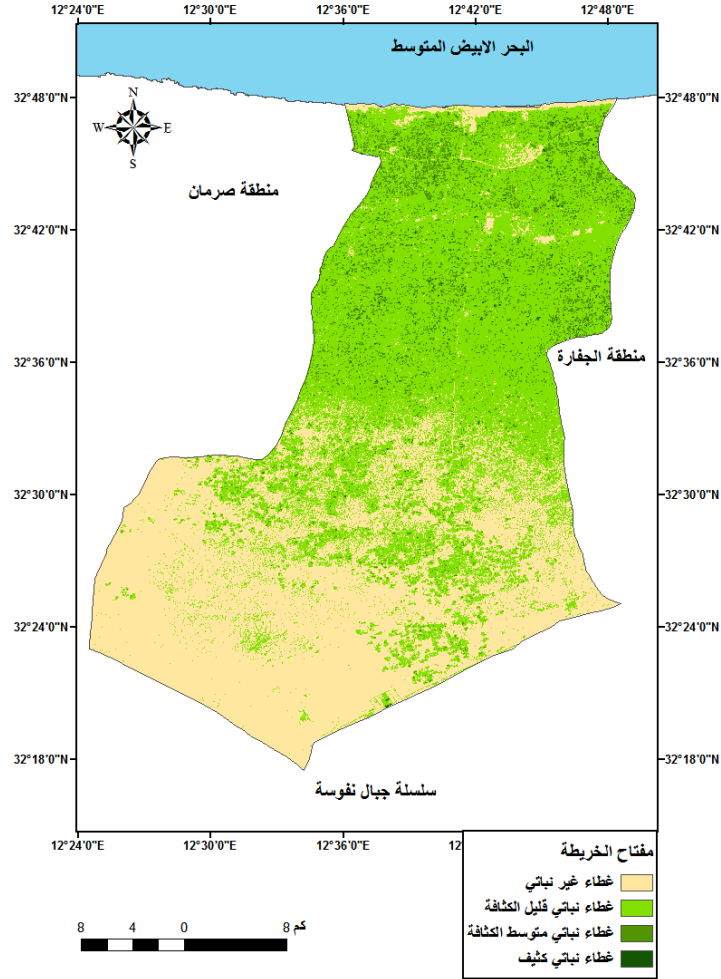 12°24'0"E 12°30'0"E 12°36'0"E 12°42'0"E 12°48'0"E
البحر الابيض المتوسط
32°48'0"N 32°48'0"N
N
W E
S
منطقة صرمان
32°42'0"N 32°42'0"N
منطقة الجفارة
32°36'0"N 32°36'0"N
32°30'0"N 32°30'0"N
32°24'0"N 32°24'0"N
32°18'0"N 32°18'0"N
سلسلة جبال نفوسة
12°24'0"E 12°30'0"E 12°36'0"E 12
مفتاح الخريطة
غطاء غير نباتي
غطاء نباتي قليل الكثافة
غطاء نباتي متوسط الكثافة
غطاء نباتي كثيف
8 4 0 8 كم